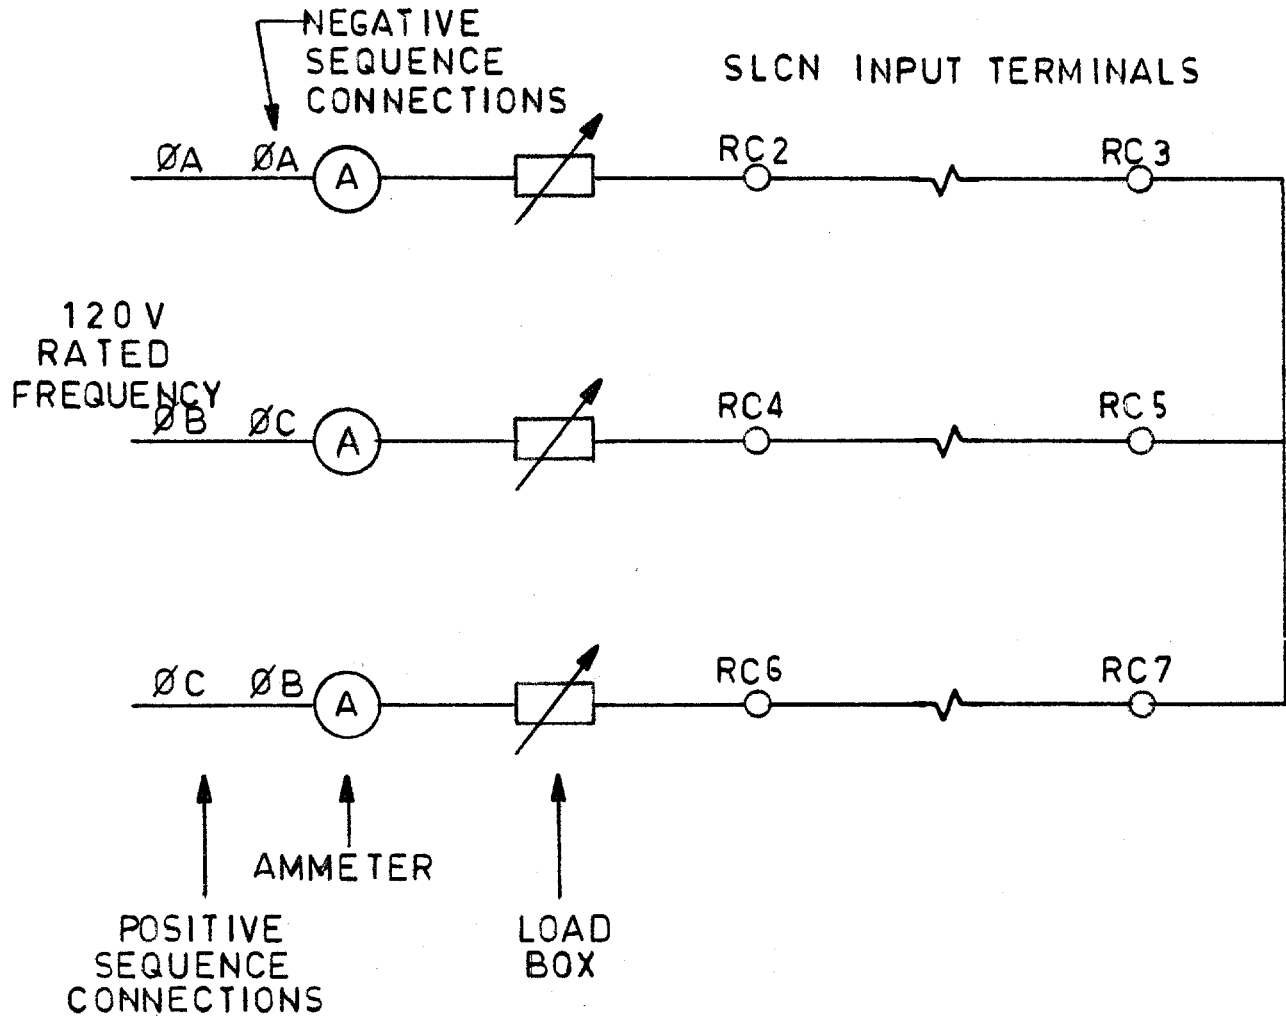 NEGATIVE
SEQUENCE
CONNECTIONS
SLCN INPUT TERMINALS
ØA ØA A RC2 RC3
120V
RATED
FREQUENCY
ØB ØC A RC4 RC5
ØC ØB A RC6 RC7
AMMETER
POSITIVE
SEQUENCE
CONNECTIONS
LOAD
BOX